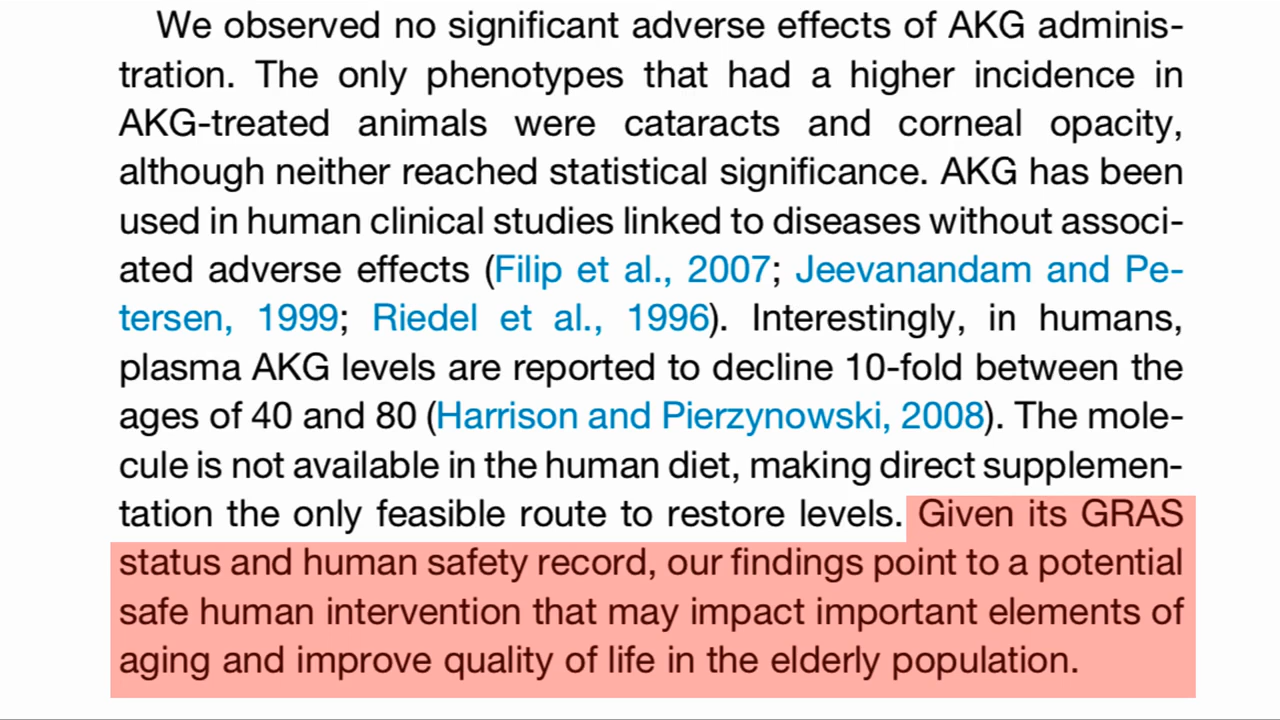 We observed no significant adverse effects of AKG adminis-
tration. The only phenotypes that had a higher incidence in
AKG-treated animals were cataracts and corneal opacity,
although neither reached statistical significance. AKG has been
used in human clinical studies linked to diseases without associ-
ated adverse effects (Filip et al., 2007; Jeevanandam and Pe-
tersen, 1999; Riedel et al., 1996). Interestingly, in humans,
plasma AKG levels are reported to decline 10-fold between the
ages of 40 and 80 (Harrison and Pierzynowski, 2008). The mole-
cule is not available in the human diet, making direct supplemen-
tation the only feasible route to restore levels. Given its GRAS
status and human safety record, our findings point to a potential
safe human intervention that may impact important elements of
aging and improve quality of life in the elderly population.